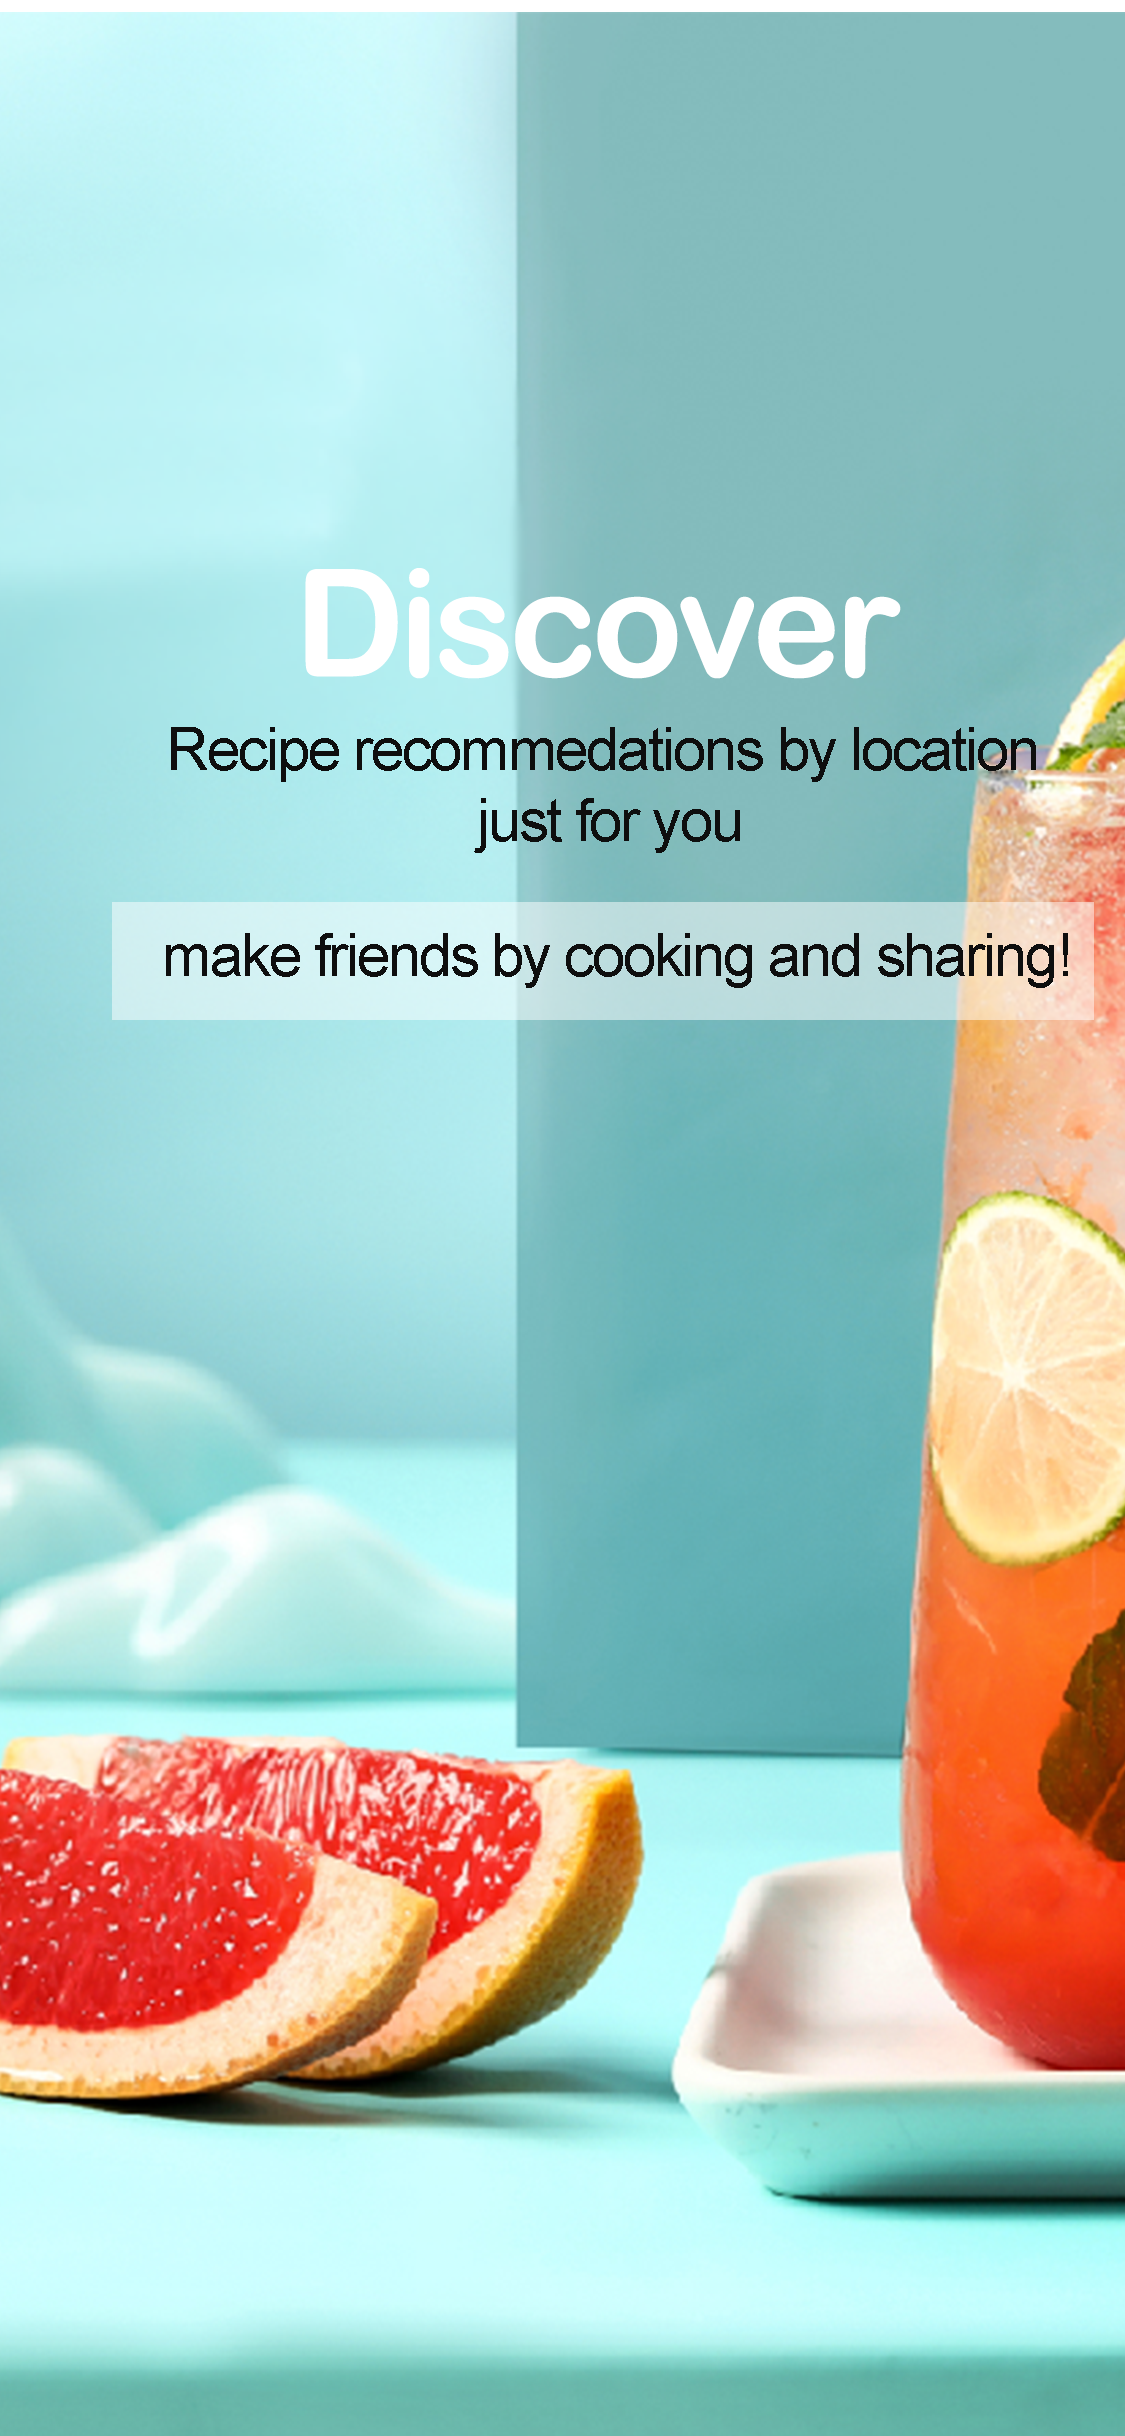 Discover
Recipe recommedations by location
just for you
make friends by cooking and sharing!